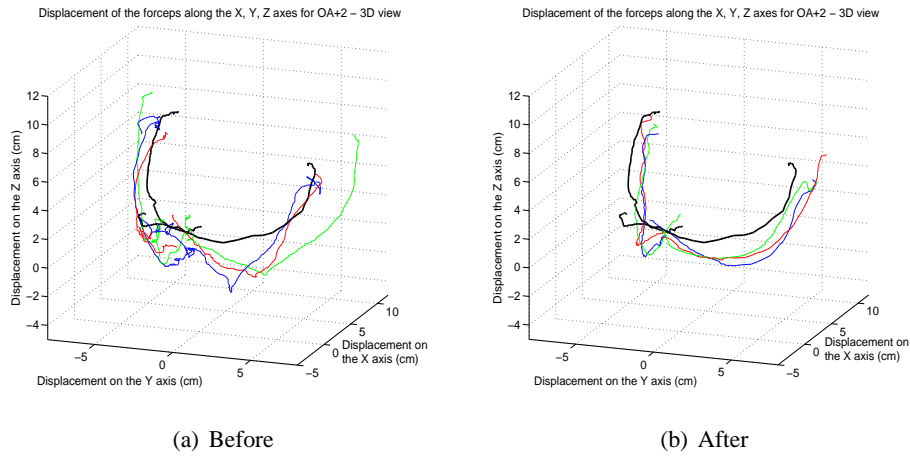 Displacement of the forceps along the X, Y, Z axes for OA+2 − 3D view
12
10
8
6
4
2
0
−2
−4
Displacement on the Z axis (cm)
−5
0
5
Displacement on the Y axis (cm)
−5
0
5
10
Displacement on
the X axis (cm)
(a) Before
Displacement of the forceps along the X, Y, Z axes for OA+2 − 3D view
12
10
8
6
4
2
0
−2
−4
Displacement on the Z axis (cm)
−5
0
5
Displacement on the Y axis (cm)
−5
0
5
10
Displacement on
the X axis (cm)
(b) After